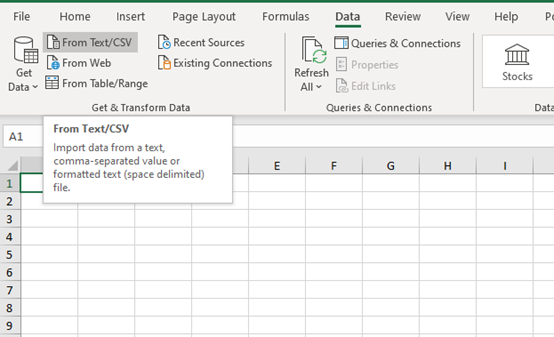 File Home Insert Page Layout Formulas Data Review View Help
From Text/CSV Recent Sources Queries & Connections
Get Data From Web Existing Connections Refresh All Properties Stocks
From Table/Range Edit Links
Get & Transform Data Queries & Connections Data
A1
From Text/CSV
Import data from a text,
comma-separated value or
formatted text (space delimited)
file.
E F G H I
1
2
3
4
5
6
7
8
9